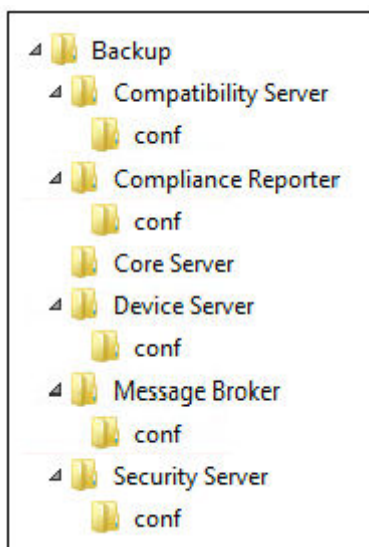 Backup
Compatibility Server
conf
Compliance Reporter
conf
Core Server
Device Server
conf
Message Broker
conf
Security Server
conf